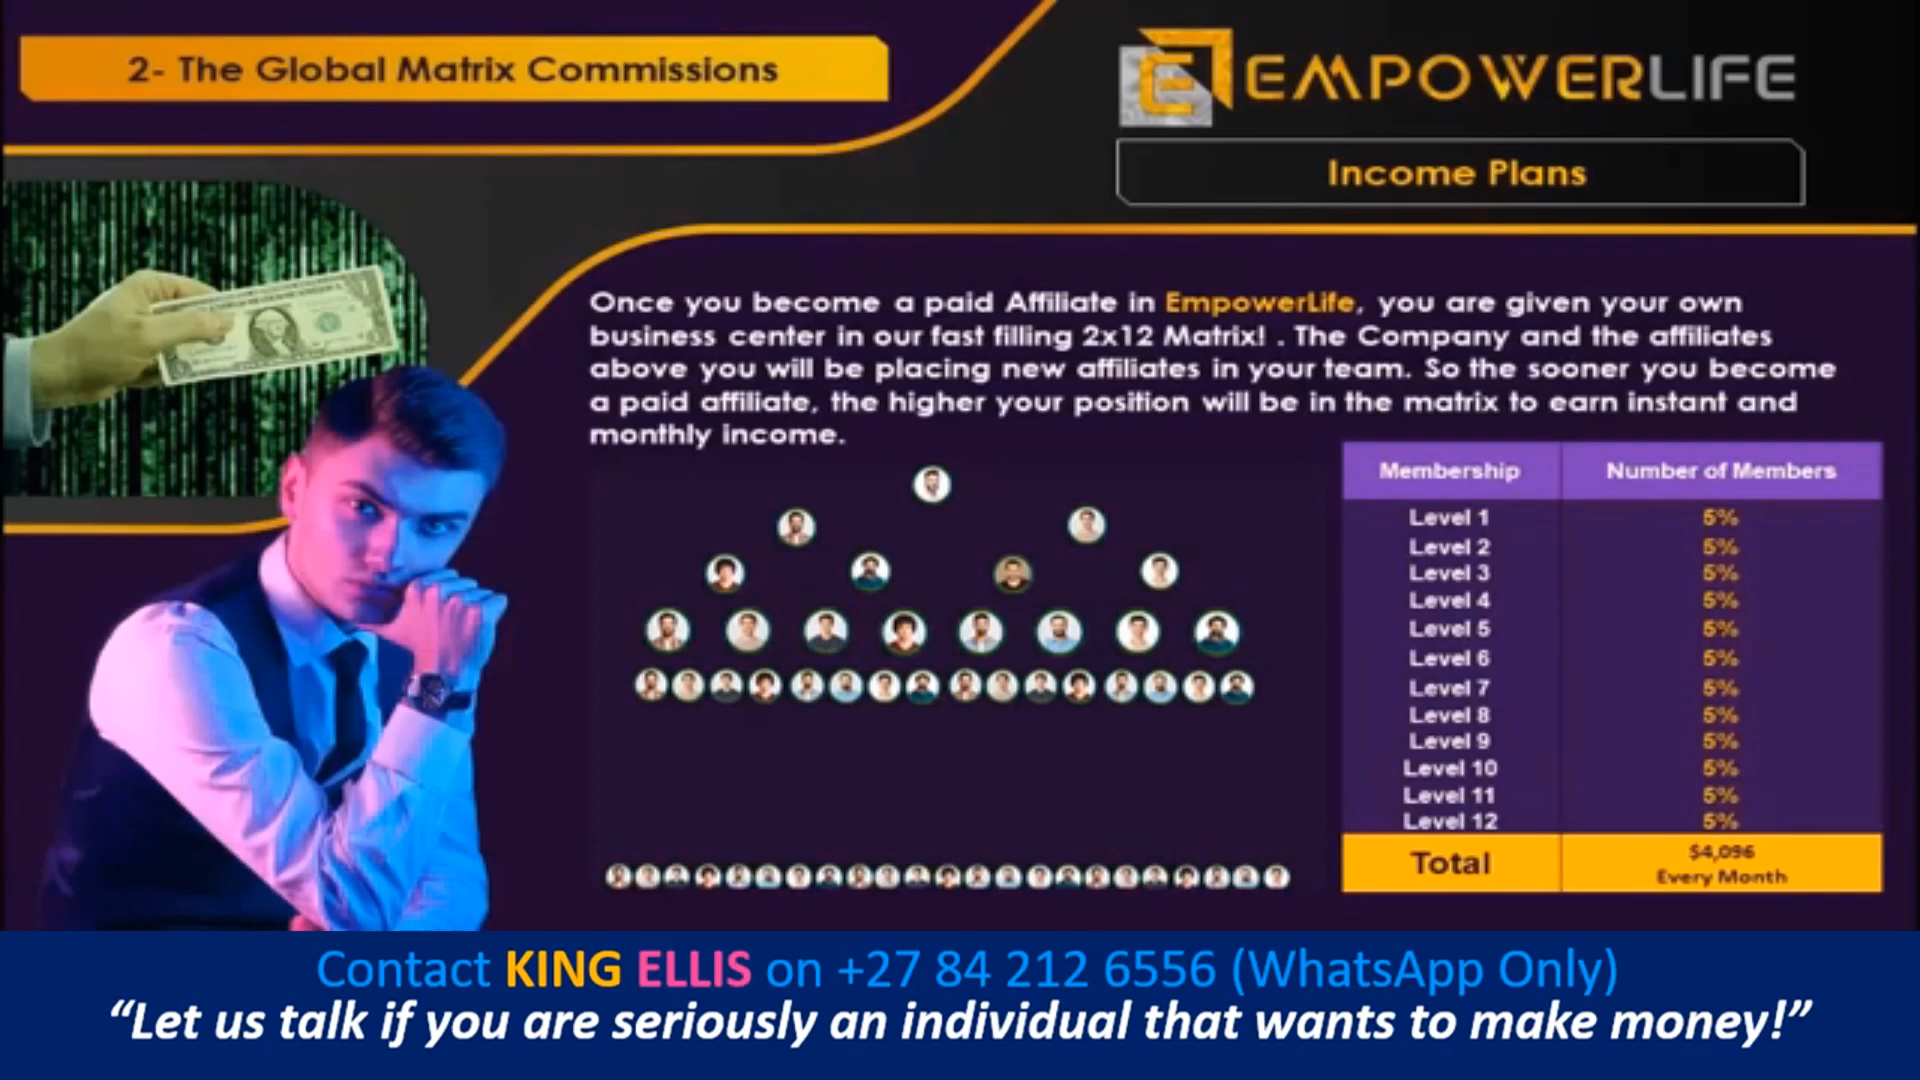 2- The Global Matrix Commissions
EMPOWERLIFE
Income Plans
Once you become a paid Affiliate in EmpowerLife, you are given your own
business center in our fast filling 2x12 Matrix! . The Company and the affiliates
above you will be placing new affiliates in your team. So the sooner you become
a paid affiliate, the higher your position will be in the matrix to earn instant and
monthly income.
Membership Number of Members
Level 1 5%
Level 2 5%
Level 3 5%
Level 4 5%
Level 5 5%
Level 6 5%
Level 7 5%
Level 8 5%
Level 9 5%
Level 10 5%
Level 11 5%
Level 12 5%
Total $4,096
Every Month
Contact KING ELLIS on +27 84 212 6556 (WhatsApp Only)
“Let us talk if you are seriously an individual that wants to make money!”